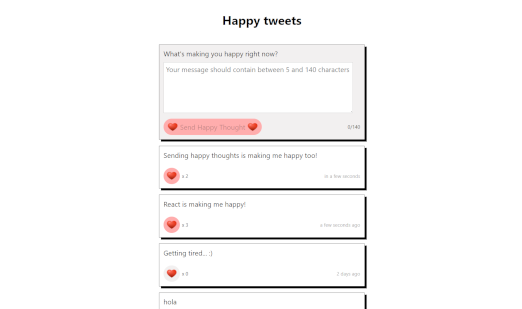 Happy tweets
What's making you happy right now?
Your message should contain between 5 and 140 characters
Send Happy Thought
0/140
Sending happy thoughts is making me happy too!
x 2
in a few seconds
React is making me happy!
x 3
a few seconds ago
Getting tired... :)
x 0
2 days ago
hola